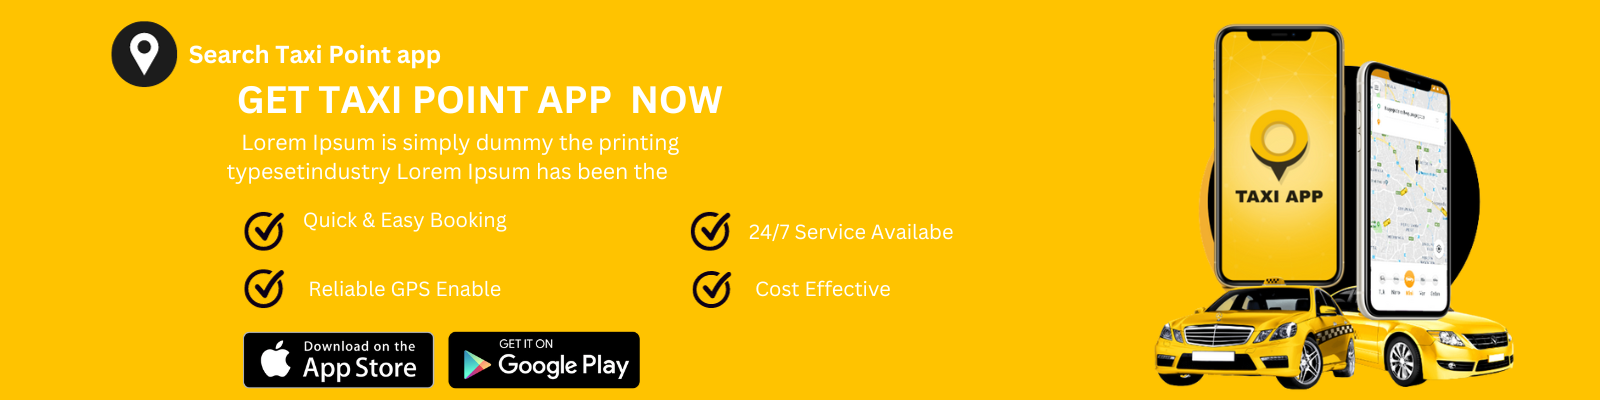 Search Taxi Point app
GET TAXI POINT APP NOW
Lorem Ipsum is simply dummy the printing
typesetindustry Lorem Ipsum has been the
Quick & Easy Booking
24/7 Service Availabe
Reliable GPS Enable
Cost Effective
Download on the
App Store
GET IT ON
Google Play
TAXI APP